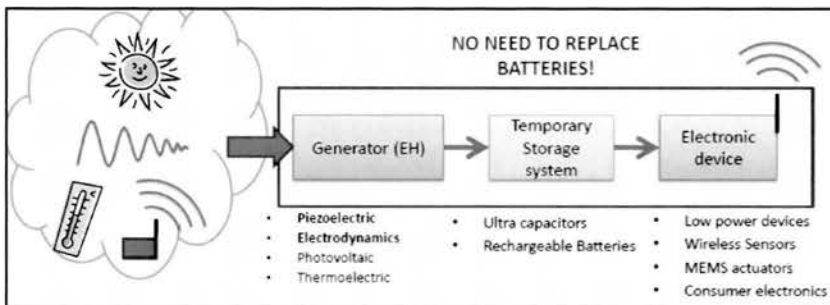 NO NEED TO REPLACE
BATTERIES!
Generator (EH)
Temporary
Storage
system
Electronic
device
• Piezoelectric
• Electrodynamics
• Photovoltaic
• Thermoelectric
• Ultra capacitors
• Rechargeable Batteries
• Low power devices
• Wireless Sensors
• MEMS actuators
• Consumer electronics